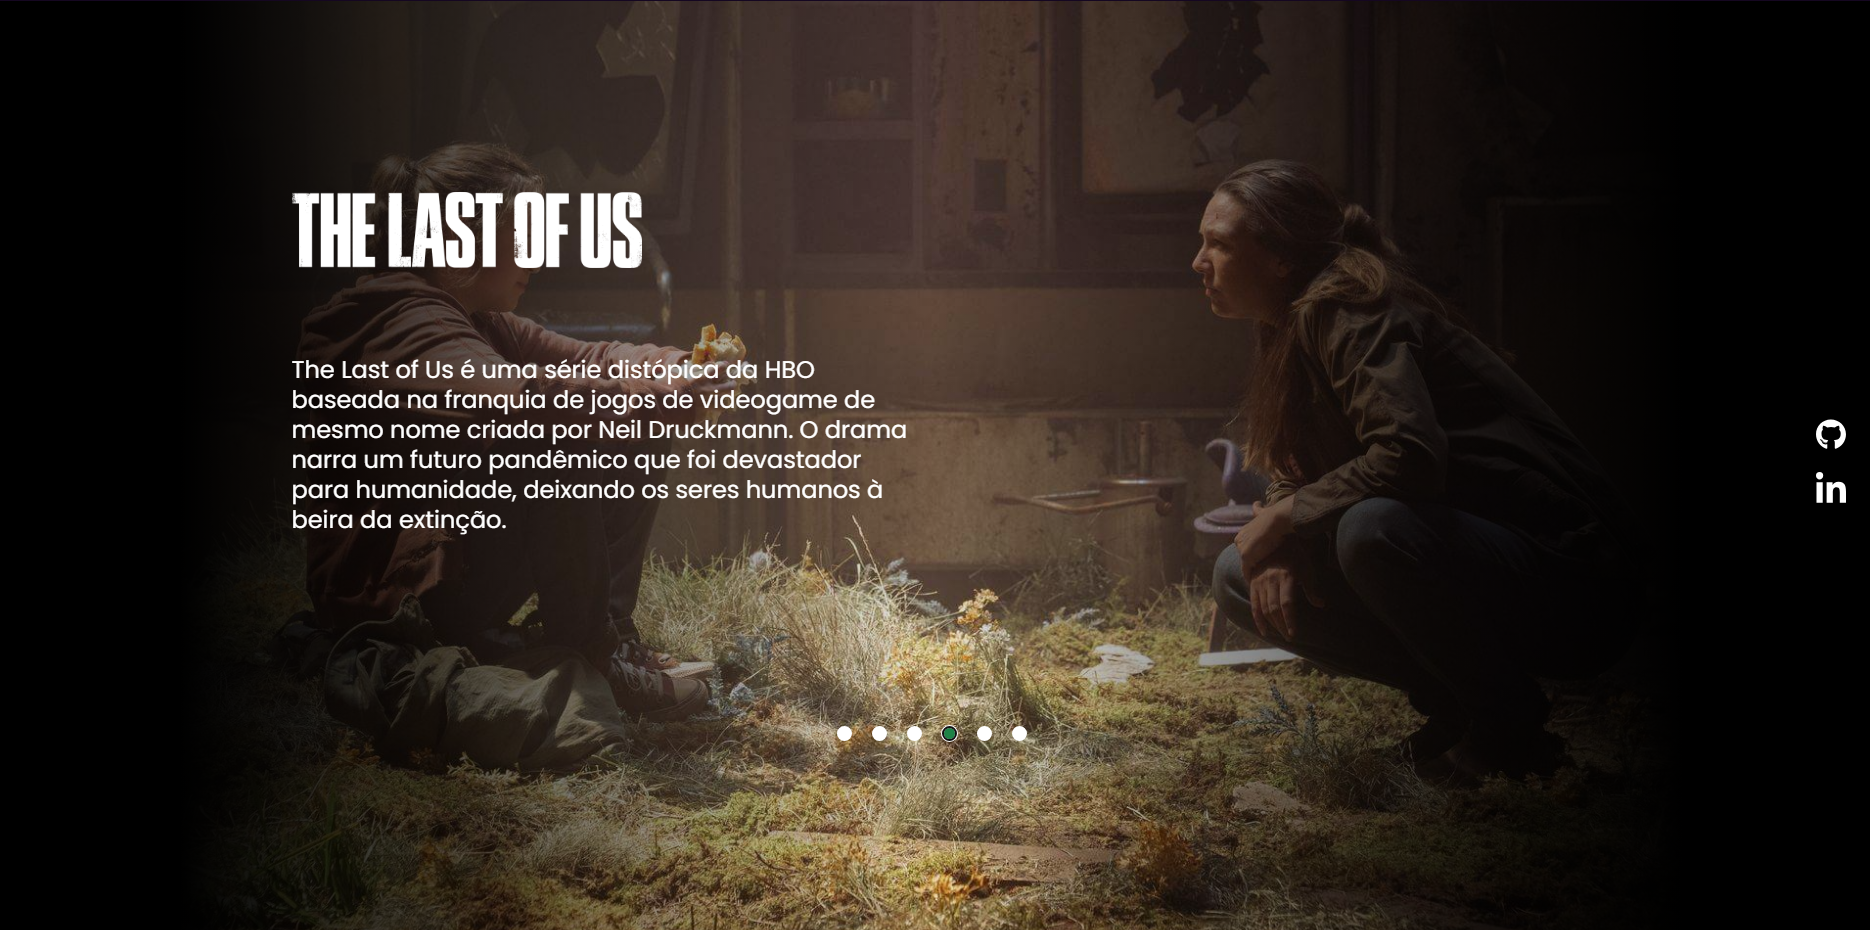 THE LAST OF US
The Last of Us é uma série distópica da HBO
baseada na franquia de jogos de videogame de
mesmo nome criada por Neil Druckmann. O drama
narra um futuro pandêmico que foi devastador
para humanidade, deixando os seres humanos à
beira da extinção.
in